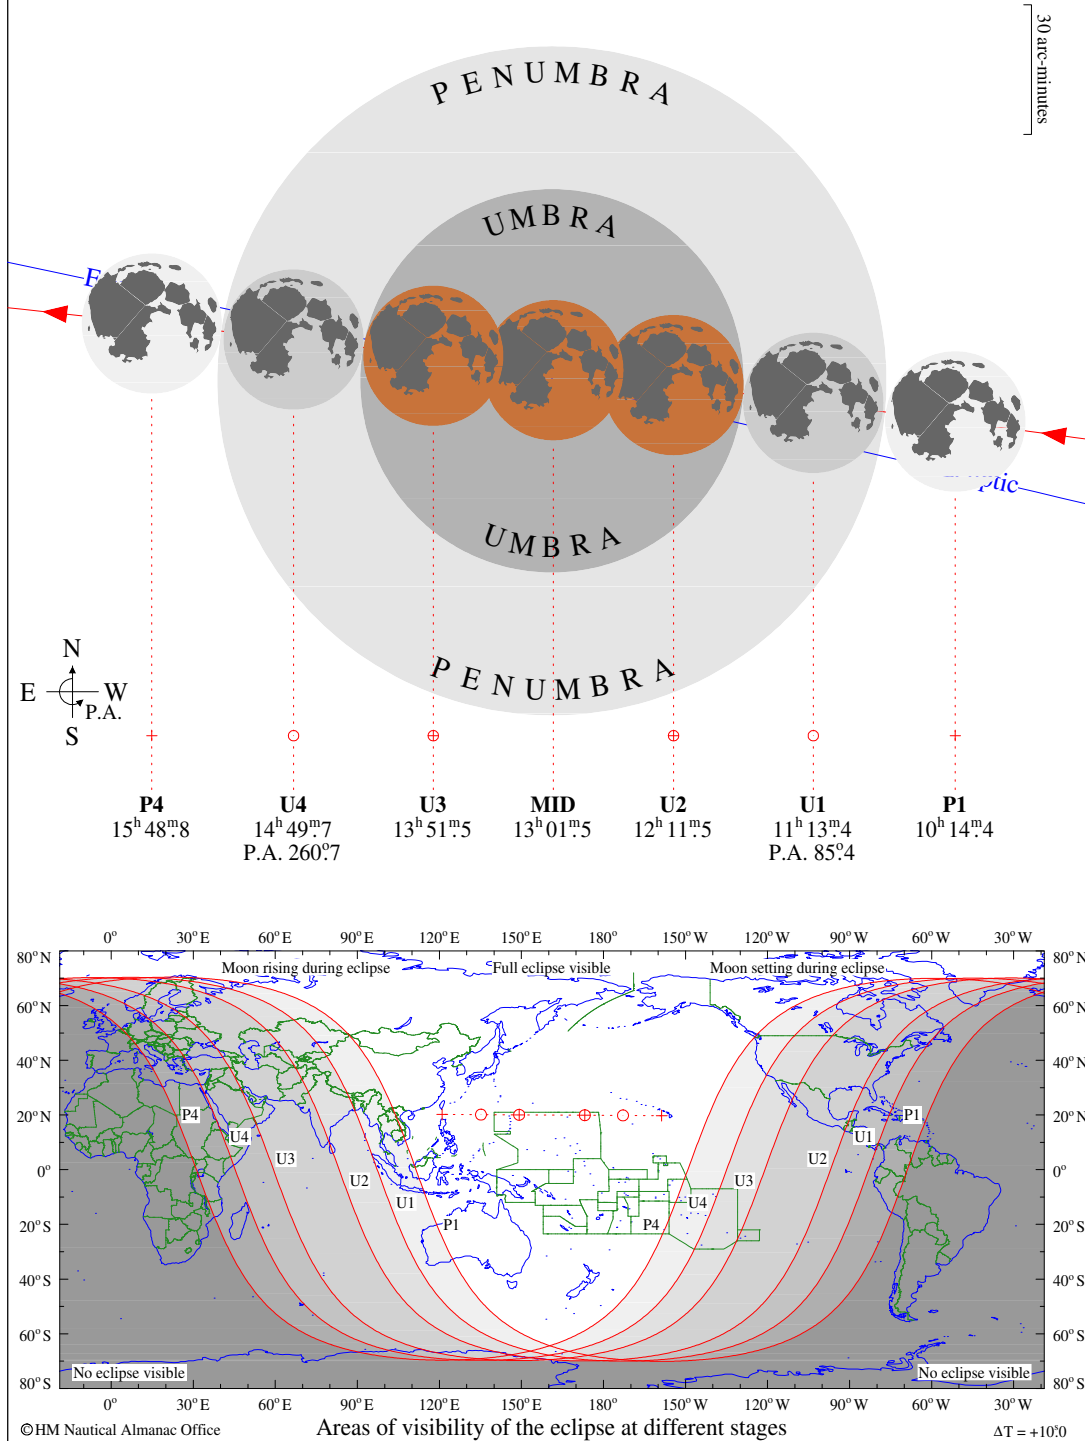 30 arc-minutes
PENUMBRA
UMBRA
E
UMBRA
ptic
PENUMBRA
N
E W
P.A.
S
P4 U4 U3 MID U2 U1 P1
15ʰ 48ᵐ.8 14ʰ 49ᵐ.7 13ʰ 51ᵐ.5 13ʰ 01ᵐ.5 12ʰ 11ᵐ.5 11ʰ 13ᵐ.4 10ʰ 14ᵐ.4
P.A. 260°.7 P.A. 85°.4
0° 30°E 60°E 90°E 120°E 150°E 180° 150°W 120°W 90°W 60°W 30°W
80°N 80°N
Moon rising during eclipse Full eclipse visible Moon setting during eclipse
60°N 60°N
40°N 40°N
20°N P4 P1 20°N
U4 U1
U3 U2 U2 U3
0° 0°
U1 U4
20°S P1 P4 20°S
40°S 40°S
60°S 60°S
No eclipse visible No eclipse visible
80°S 80°S
0° 30°E 60°E 90°E 120°E 150°E 180° 150°W 120°W 90°W 60°W 30°W
©HM Nautical Almanac Office Areas of visibility of the eclipse at different stages ΔT = +10ˢ.0